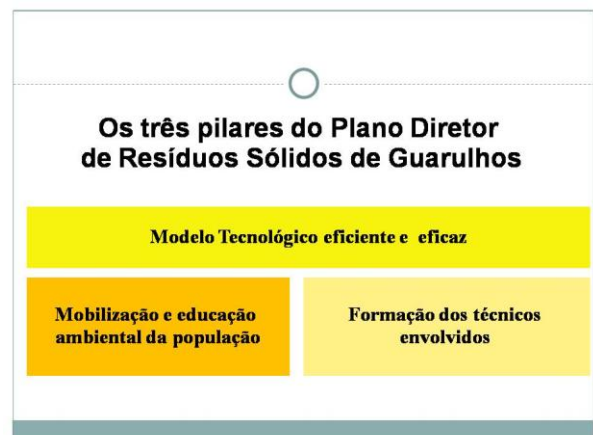 Os três pilares do Plano Diretor
de Resíduos Sólidos de Guarulhos
Modelo Tecnológico eficiente e eficaz
Mobilização e educação
ambiental da população
Formação dos técnicos
envolvidos